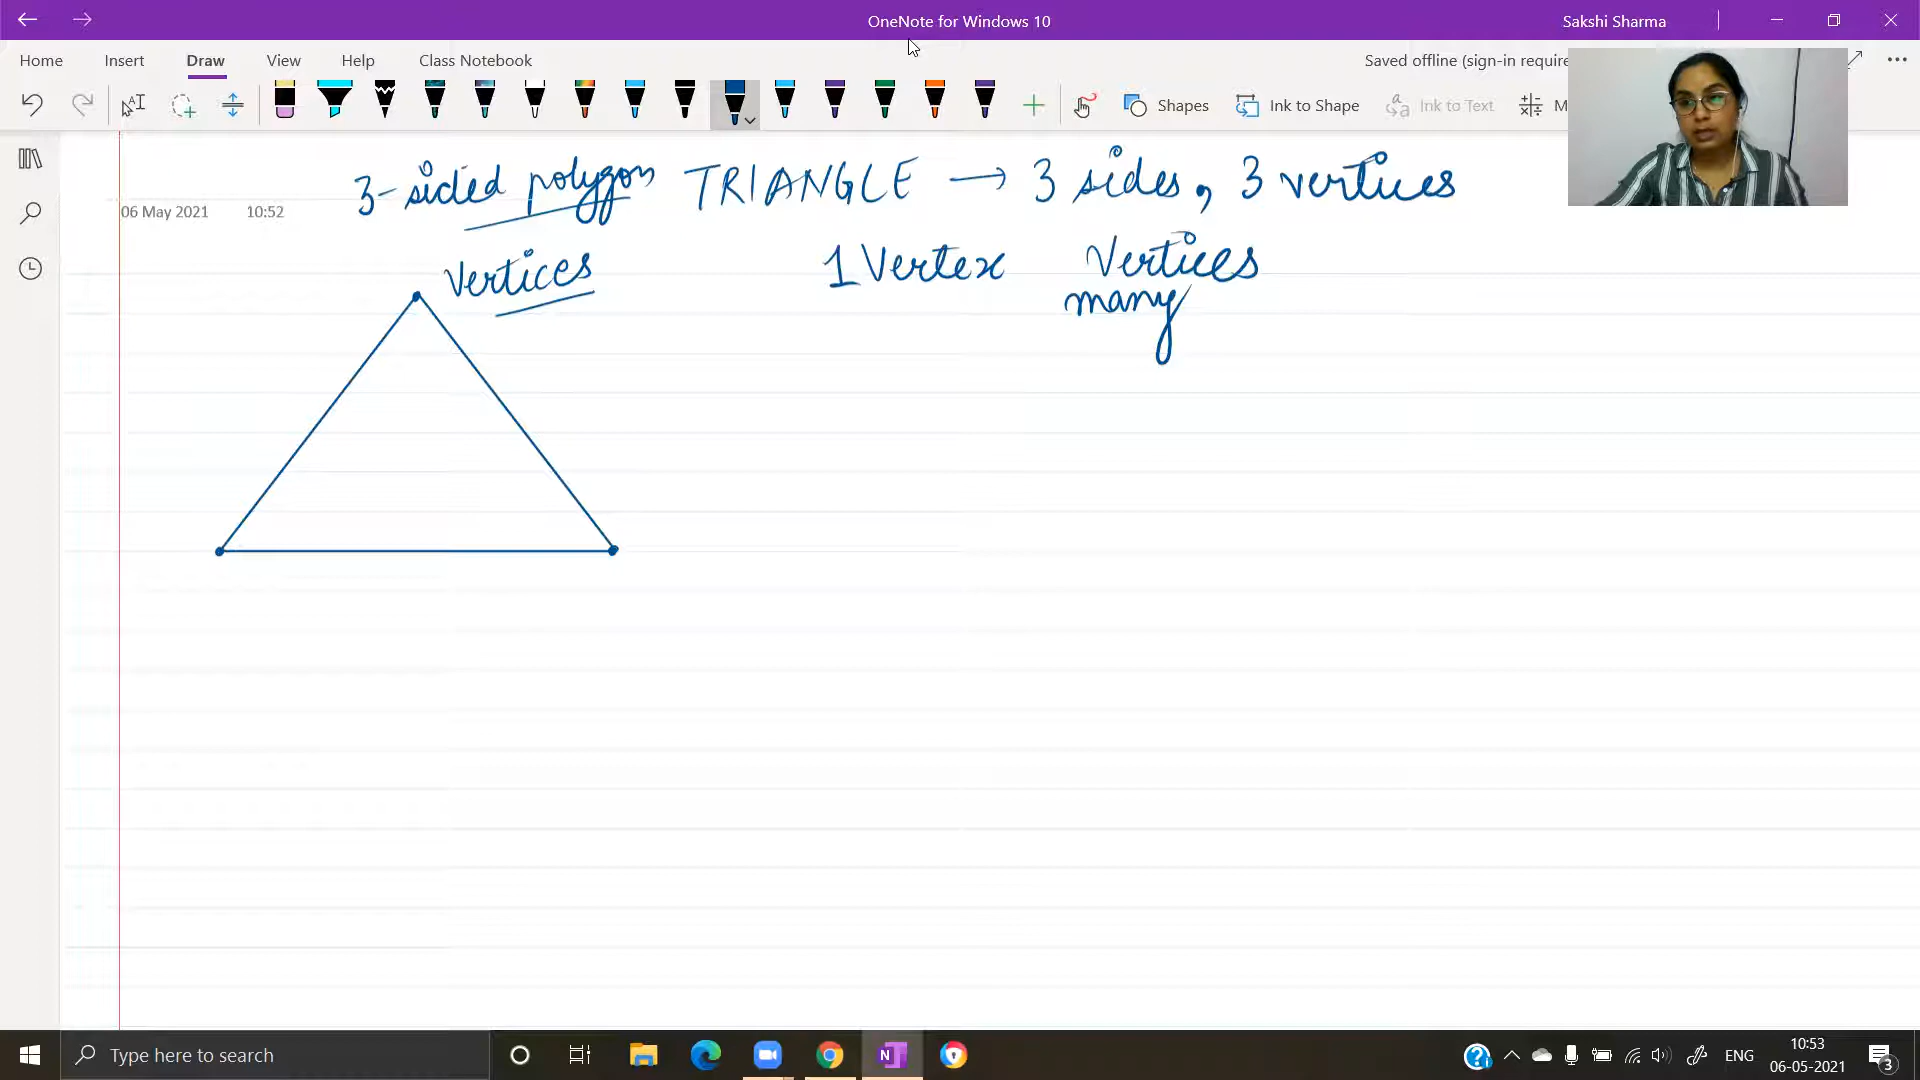 OneNote for Windows 10
Sakshi Sharma
Home Insert Draw View Help Class Notebook
Saved offline (sign-in require
Shapes Ink to Shape Ink to Text M
3-sided polygon TRIANGLE → 3 sides, 3 vertices
06 May 2021 10:52
Vertices 1 Vertex Vertices
many
Type here to search
ENG
10:53
06-05-2021
3